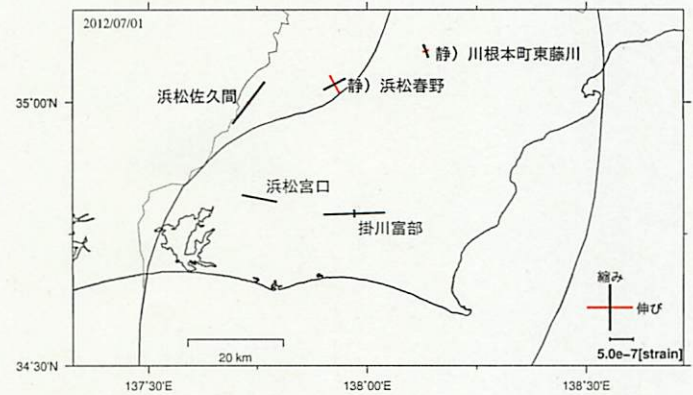 2012/07/01
静）川根本町東藤川
浜松佐久間
静）浜松春野
35°00'N
浜松宮口
掛川富部
縮み
伸び
20 km
5.0e-7[strain]
34°30'N
137°30'E
138°00'E
138°30'E